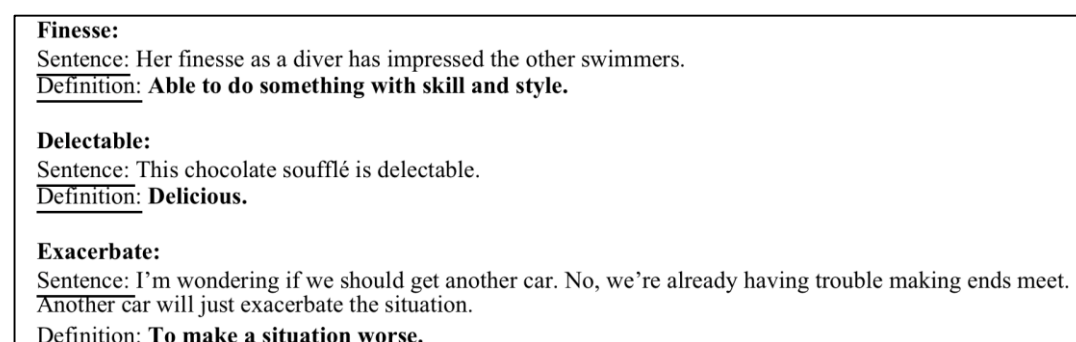 Finesse:
Sentence: Her finesse as a diver has impressed the other swimmers.
Definition: Able to do something with skill and style.
Delectable:
Sentence: This chocolate soufflé is delectable.
Definition: Delicious.
Exacerbate:
Sentence: I’m wondering if we should get another car. No, we’re already having trouble making ends meet.
Another car will just exacerbate the situation.
Definition: To make a situation worse.